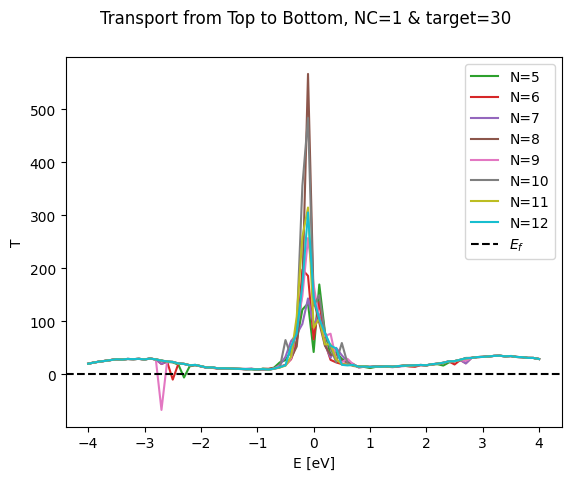 Transport from Top to Bottom, NC=1 & target=30
T
500
400
300
200
100
0
N=5
N=6
N=7
N=8
N=9
N=10
N=11
N=12
E_f
−4 −3 −2 −1 0 1 2 3 4
E [eV]